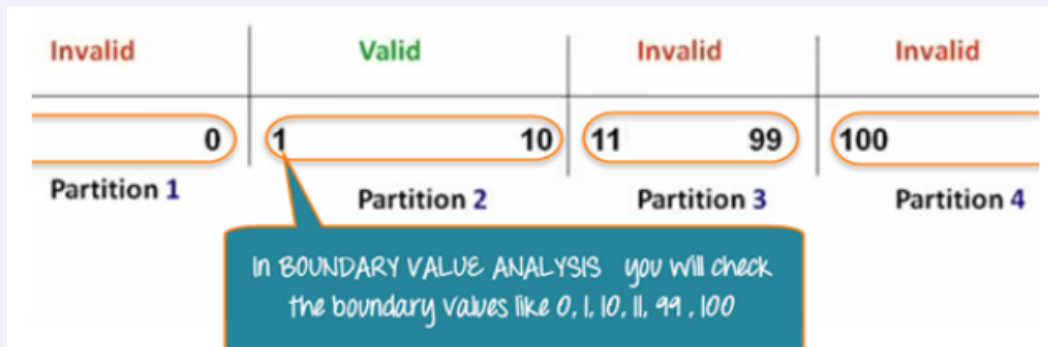 Invalid Valid Invalid Invalid
0 1 10 11 99 100
Partition 1 Partition 2 Partition 3 Partition 4
In BOUNDARY VALUE ANALYSIS you will check
the boundary values like 0, 1, 10, 11, 99 , 100